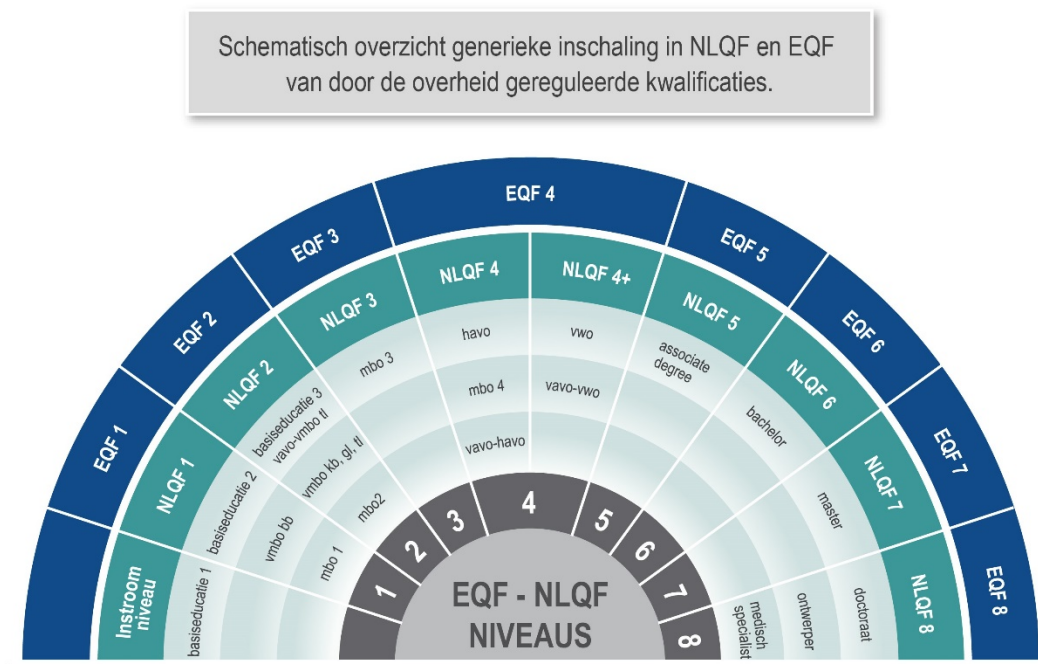 Schematisch overzicht generieke inschaling in NLQF en EQF
van door de overheid gereguleerde kwalificaties.
EQF 1
EQF 2
EQF 3
EQF 4
EQF 5
EQF 6
EQF 7
EQF 8
Instroom
niveau
NLQF 1
NLQF 2
NLQF 3
NLQF 4
NLQF 4+
NLQF 5
NLQF 6
NLQF 7
NLQF 8
basiseducatie 1
basiseducatie 2
vmbo bb
mbo 1
basiseducatie 3
vavo-vmbo tl
vmbo kb, gl, tl
mbo2
mbo 3
havo
mbo 4
vavo-havo
vwo
vavo-vwo
associate
degree
bachelor
master
doctoraat
ontwerper
medisch
specialist
1
2
3
4
5
6
7
8
EQF - NLQF
NIVEAUS